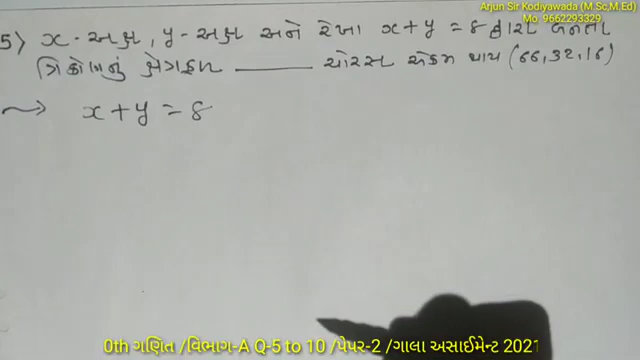 Arjun Sir Kodiyawada (M.Sc,M.Ed)
Mo. 9662293329
5) x - અક્ષ, y - અક્ષ અને રેખા x + y = 8 દ્વારા બનતા
ત્રિકોણનું ક્ષેત્રફળ ______ ચોરસ એકમ થાય (66, 32, 16)
~> x + y = 8
0th ગણિત /વિભાગ-A Q-5 to 10 /પેપર-2 /ગાલા અસાઈમેન્ટ 2021